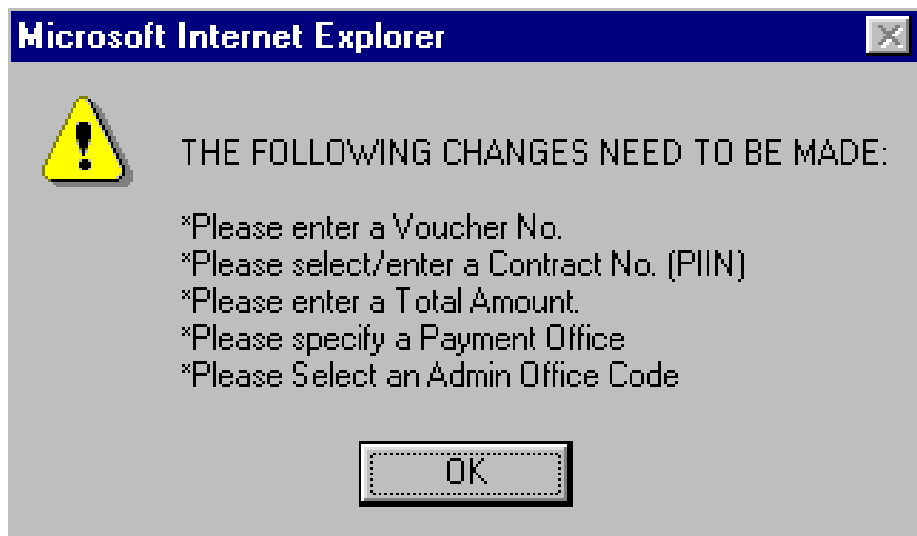 Microsoft Internet Explorer
THE FOLLOWING CHANGES NEED TO BE MADE:
*Please enter a Voucher No.
*Please select/enter a Contract No. (PIIN)
*Please enter a Total Amount.
*Please specify a Payment Office
*Please Select an Admin Office Code
OK